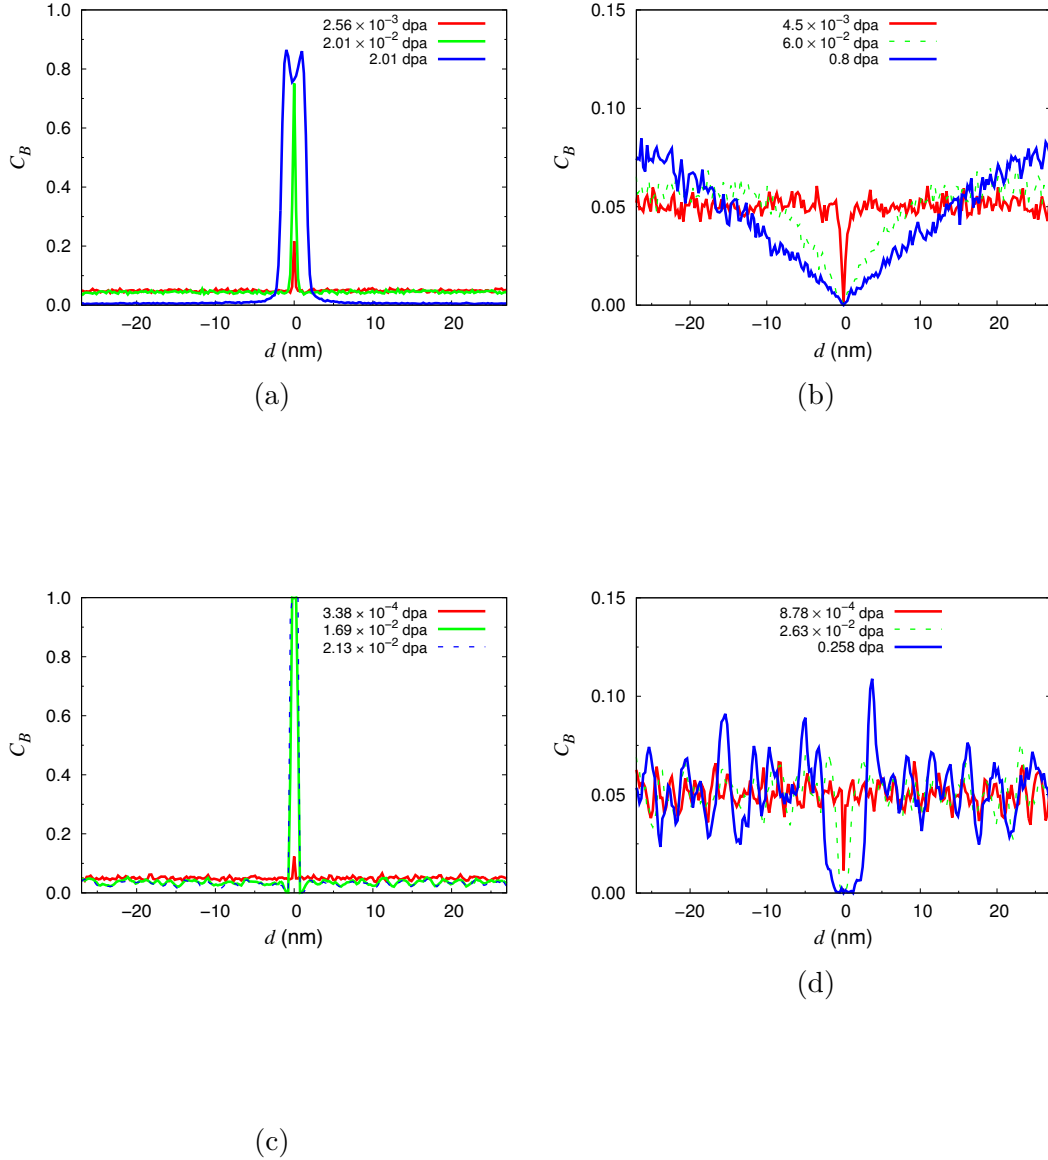 1.0
0.8
0.6
0.4
0.2
0.0
C_B
2.56 × 10⁻³ dpa
2.01 × 10⁻² dpa
2.01 dpa
−20 −10 0 10 20
d (nm)
(a)
0.15
0.10
0.05
0.00
C_B
4.5 × 10⁻³ dpa
6.0 × 10⁻² dpa
0.8 dpa
−20 −10 0 10 20
d (nm)
(b)
1.0
0.8
0.6
0.4
0.2
0.0
C_B
3.38 × 10⁻⁴ dpa
1.69 × 10⁻² dpa
2.13 × 10⁻² dpa
−20 −10 0 10 20
d (nm)
(c)
0.15
0.10
0.05
0.00
C_B
8.78 × 10⁻⁴ dpa
2.63 × 10⁻² dpa
0.258 dpa
−20 −10 0 10 20
d (nm)
(d)